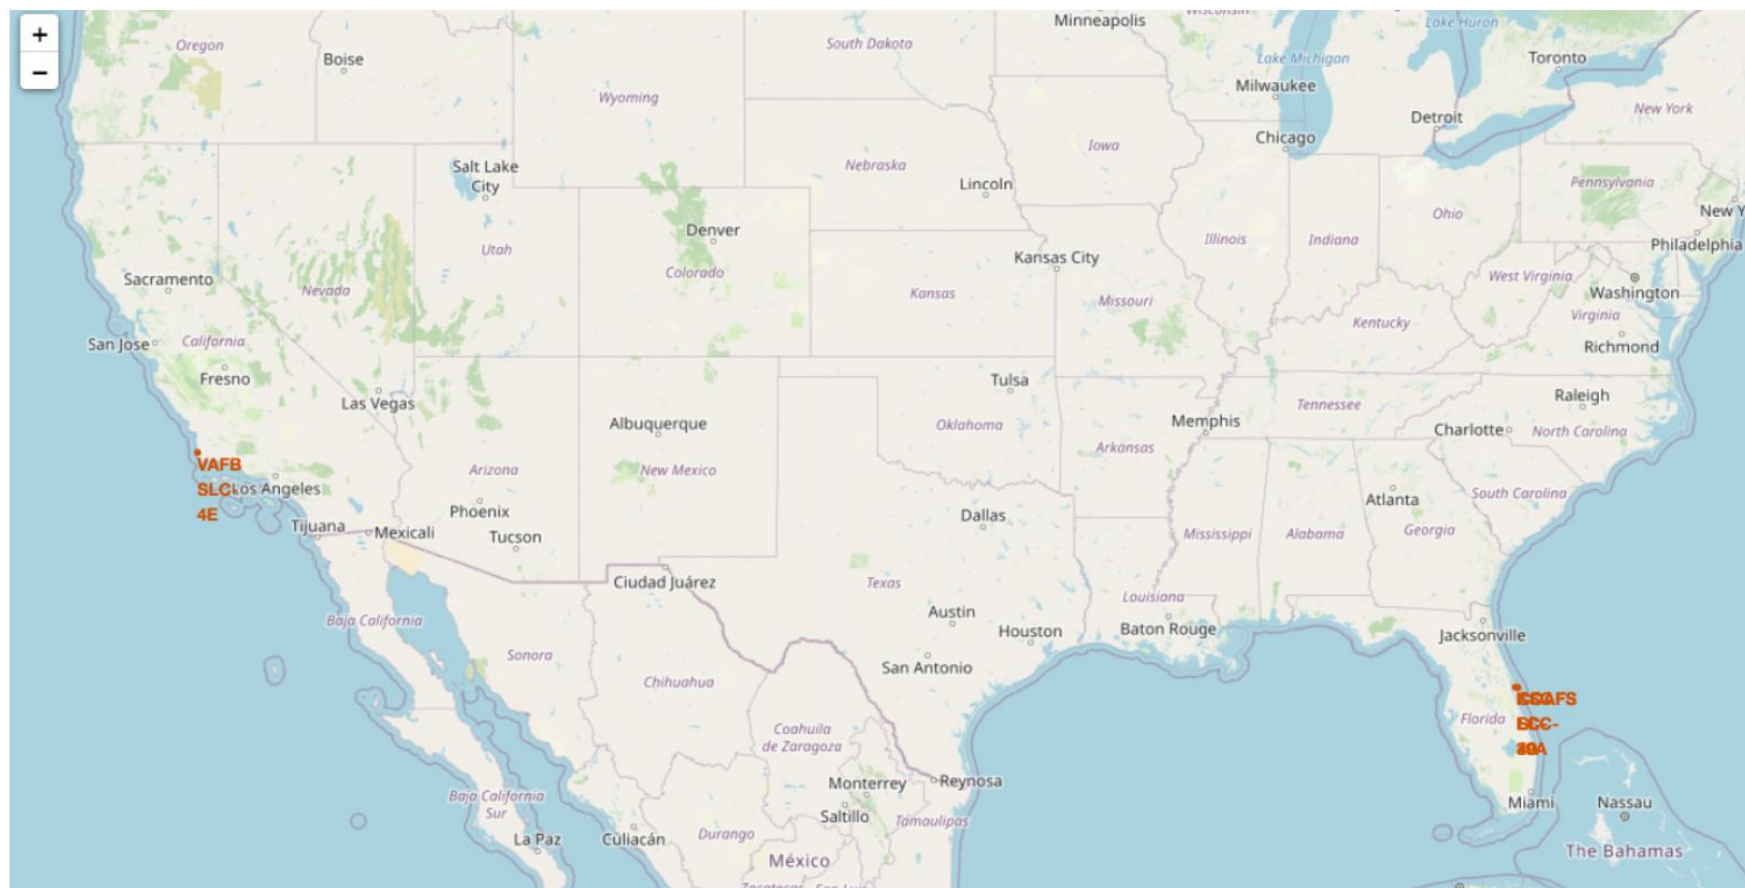 +
−
Minneapolis
Wisconsin
Lake Huron
Oregon
South Dakota
Boise
Lake Michigan
Toronto
Milwaukee
Wyoming
New York
Detroit
Chicago
Iowa
Salt Lake
City
Nebraska
Lincoln
Pennsylvania
Ohio
New Y
Denver
Illinois
Indiana
Philadelphia
Utah
Kansas City
Colorado
Sacramento
Nevada
Kansas
Missouri
West Virginia
Washington
Virginia
Kentucky
San Jose
California
Richmond
Fresno
Tulsa
Las Vegas
Raleigh
Tennessee
Albuquerque
Oklahoma
Memphis
Charlotte
North Carolina
Arkansas
VAFB
SLC-
4E
Los Angeles
Arizona
New Mexico
Atlanta
South Carolina
Phoenix
Dallas
Tijuana
Mexicali
Tucson
Mississippi
Alabama
Georgia
Ciudad Juárez
Texas
Louisiana
Austin
Baja California
Houston
Baton Rouge
Jacksonville
Sonora
San Antonio
Chihuahua
Florida
Coahuila
de Zaragoza
Monterrey
Reynosa
Baja California
Sur
Saltillo
Tamaulipas
Miami
Nassau
La Paz
Culiacán
Durango
México
The Bahamas